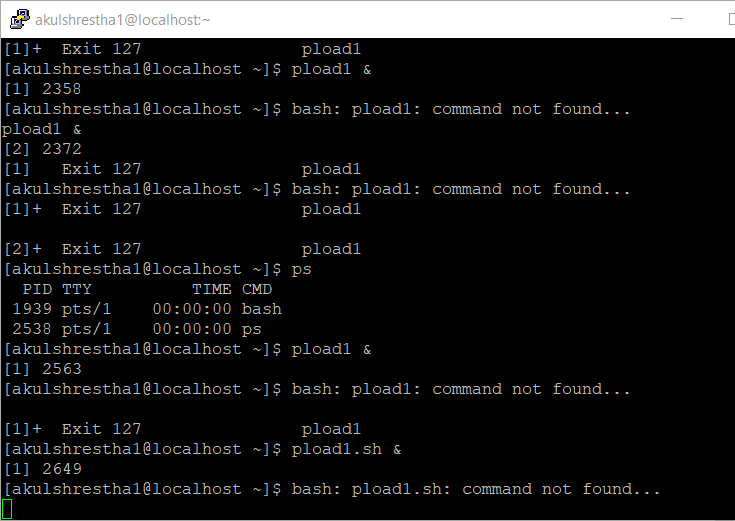 akulshrestha1@localhost:~
[1]+  Exit 127                pload1
[akulshrestha1@localhost ~]$ pload1 &
[1] 2358
[akulshrestha1@localhost ~]$ bash: pload1: command not found...
pload1 &
[2] 2372
[1]   Exit 127                pload1
[akulshrestha1@localhost ~]$ bash: pload1: command not found...
[1]+  Exit 127                pload1
[2]+  Exit 127                pload1
[akulshrestha1@localhost ~]$ ps
  PID TTY          TIME CMD
 1939 pts/1    00:00:00 bash
 2538 pts/1    00:00:00 ps
[akulshrestha1@localhost ~]$ pload1 &
[1] 2563
[akulshrestha1@localhost ~]$ bash: pload1: command not found...
[1]+  Exit 127                pload1
[akulshrestha1@localhost ~]$ pload1.sh &
[1] 2649
[akulshrestha1@localhost ~]$ bash: pload1.sh: command not found...